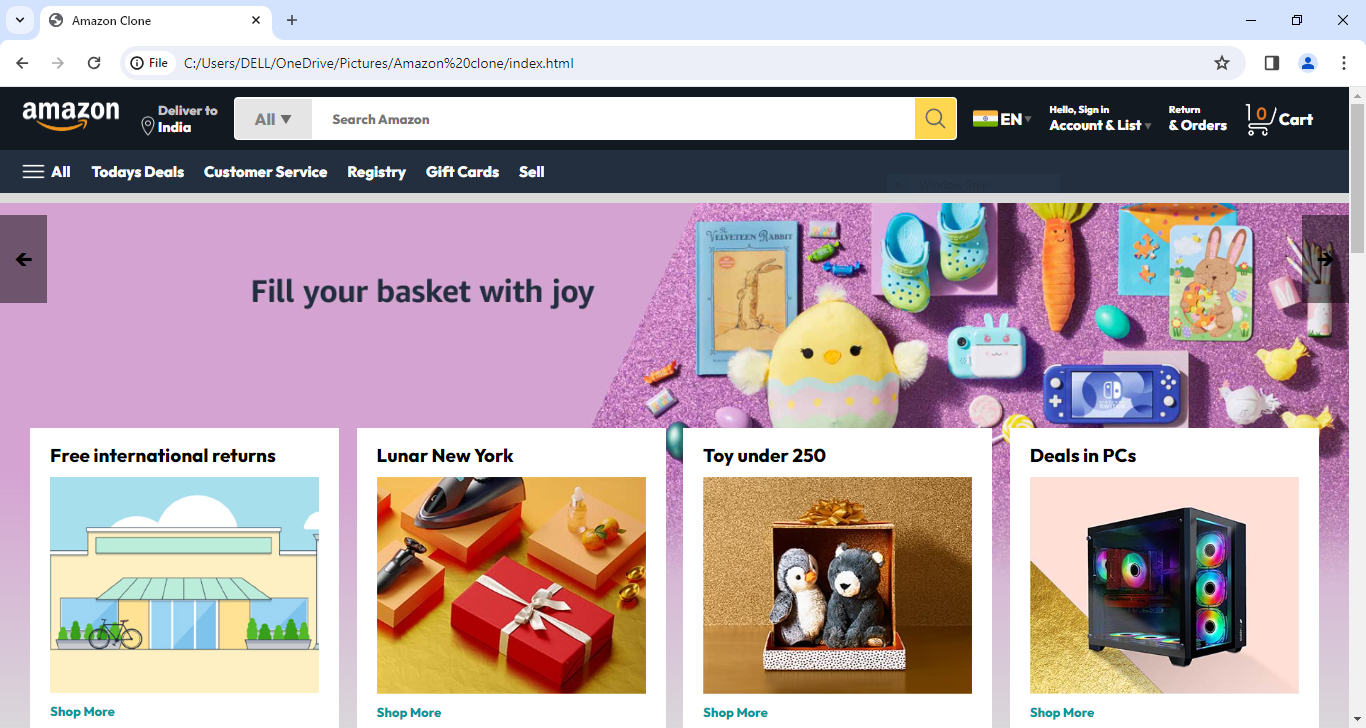 Amazon Clone
File
C:/Users/DELL/OneDrive/Pictures/Amazon%20clone/index.html
amazon
Deliver to
India
All ▼
Search Amazon
EN
Hello, Sign in
Account & List
Return
& Orders
0
Cart
All
Todays Deals
Customer Service
Registry
Gift Cards
Sell
VELVETEEN RABBIT
Fill your basket with joy
SWITCH
Free international returns
Lunar New York
Toy under 250
Deals in PCs
Shop More
Shop More
Shop More
Shop More